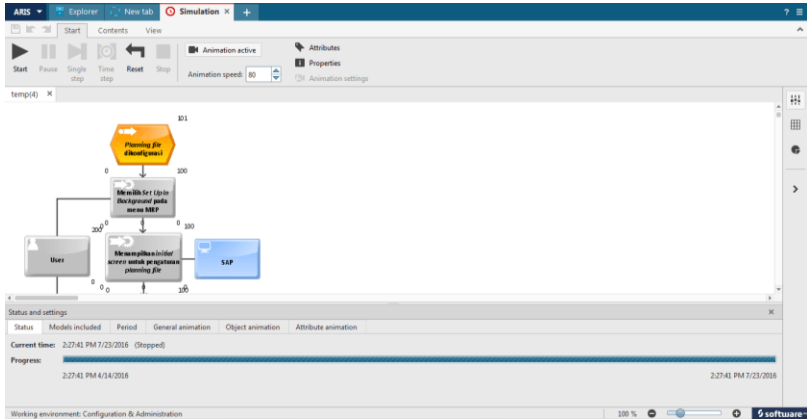 ARIS Explorer New tab Simulation × + ?
Start Contents View
Start Pause Single step Time step Reset Stop
Animation active
Animation speed: 80
Attributes
Properties
Animation settings
temp(4) ×
101
Planning file
dikonfigurasi
0 100
Memilih Set Up in
Background pada
menu MRP
200 0 0 0 100
User
Menampilkan initial
screen untuk pengaturan
planning file
SAP
0 0 0 100
Status and settings ×
Status Models included Period General animation Object animation Attribute animation
Current time: 2:27:41 PM 7/23/2016 (Stopped)
Progress:
2:27:41 PM 4/14/2016 2:27:41 PM 7/23/2016
Working environment: Configuration & Administration 100 % software